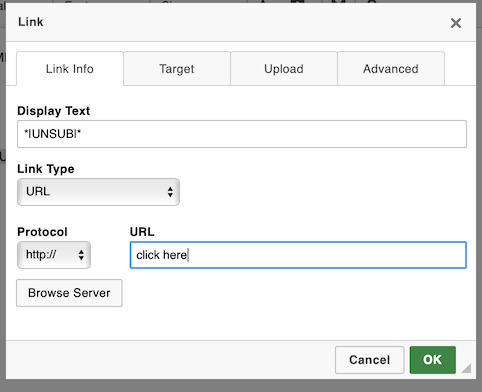 Link
Link Info
Target
Upload
Advanced
Display Text
*|UNSUB|*
Link Type
URL
Protocol
URL
http://
click here
Browse Server
Cancel
OK